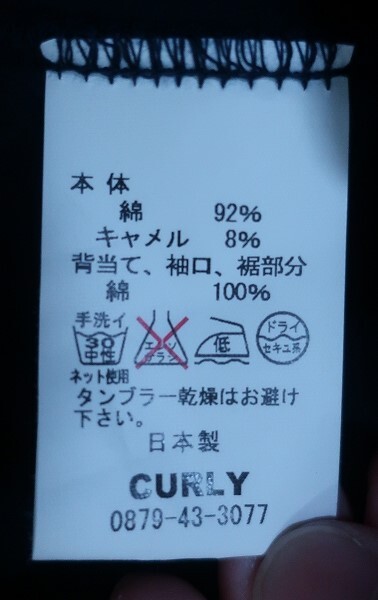 本体
綿 92%
キャメル 8%
背当て、袖口、裾部分
綿 100%
手洗イ 30 中性 エンソサラシ 低 ドライ セキユ系
ネット使用
タンブラー乾燥はお避け
下さい。
日本製
CURLY
0879-43-3077